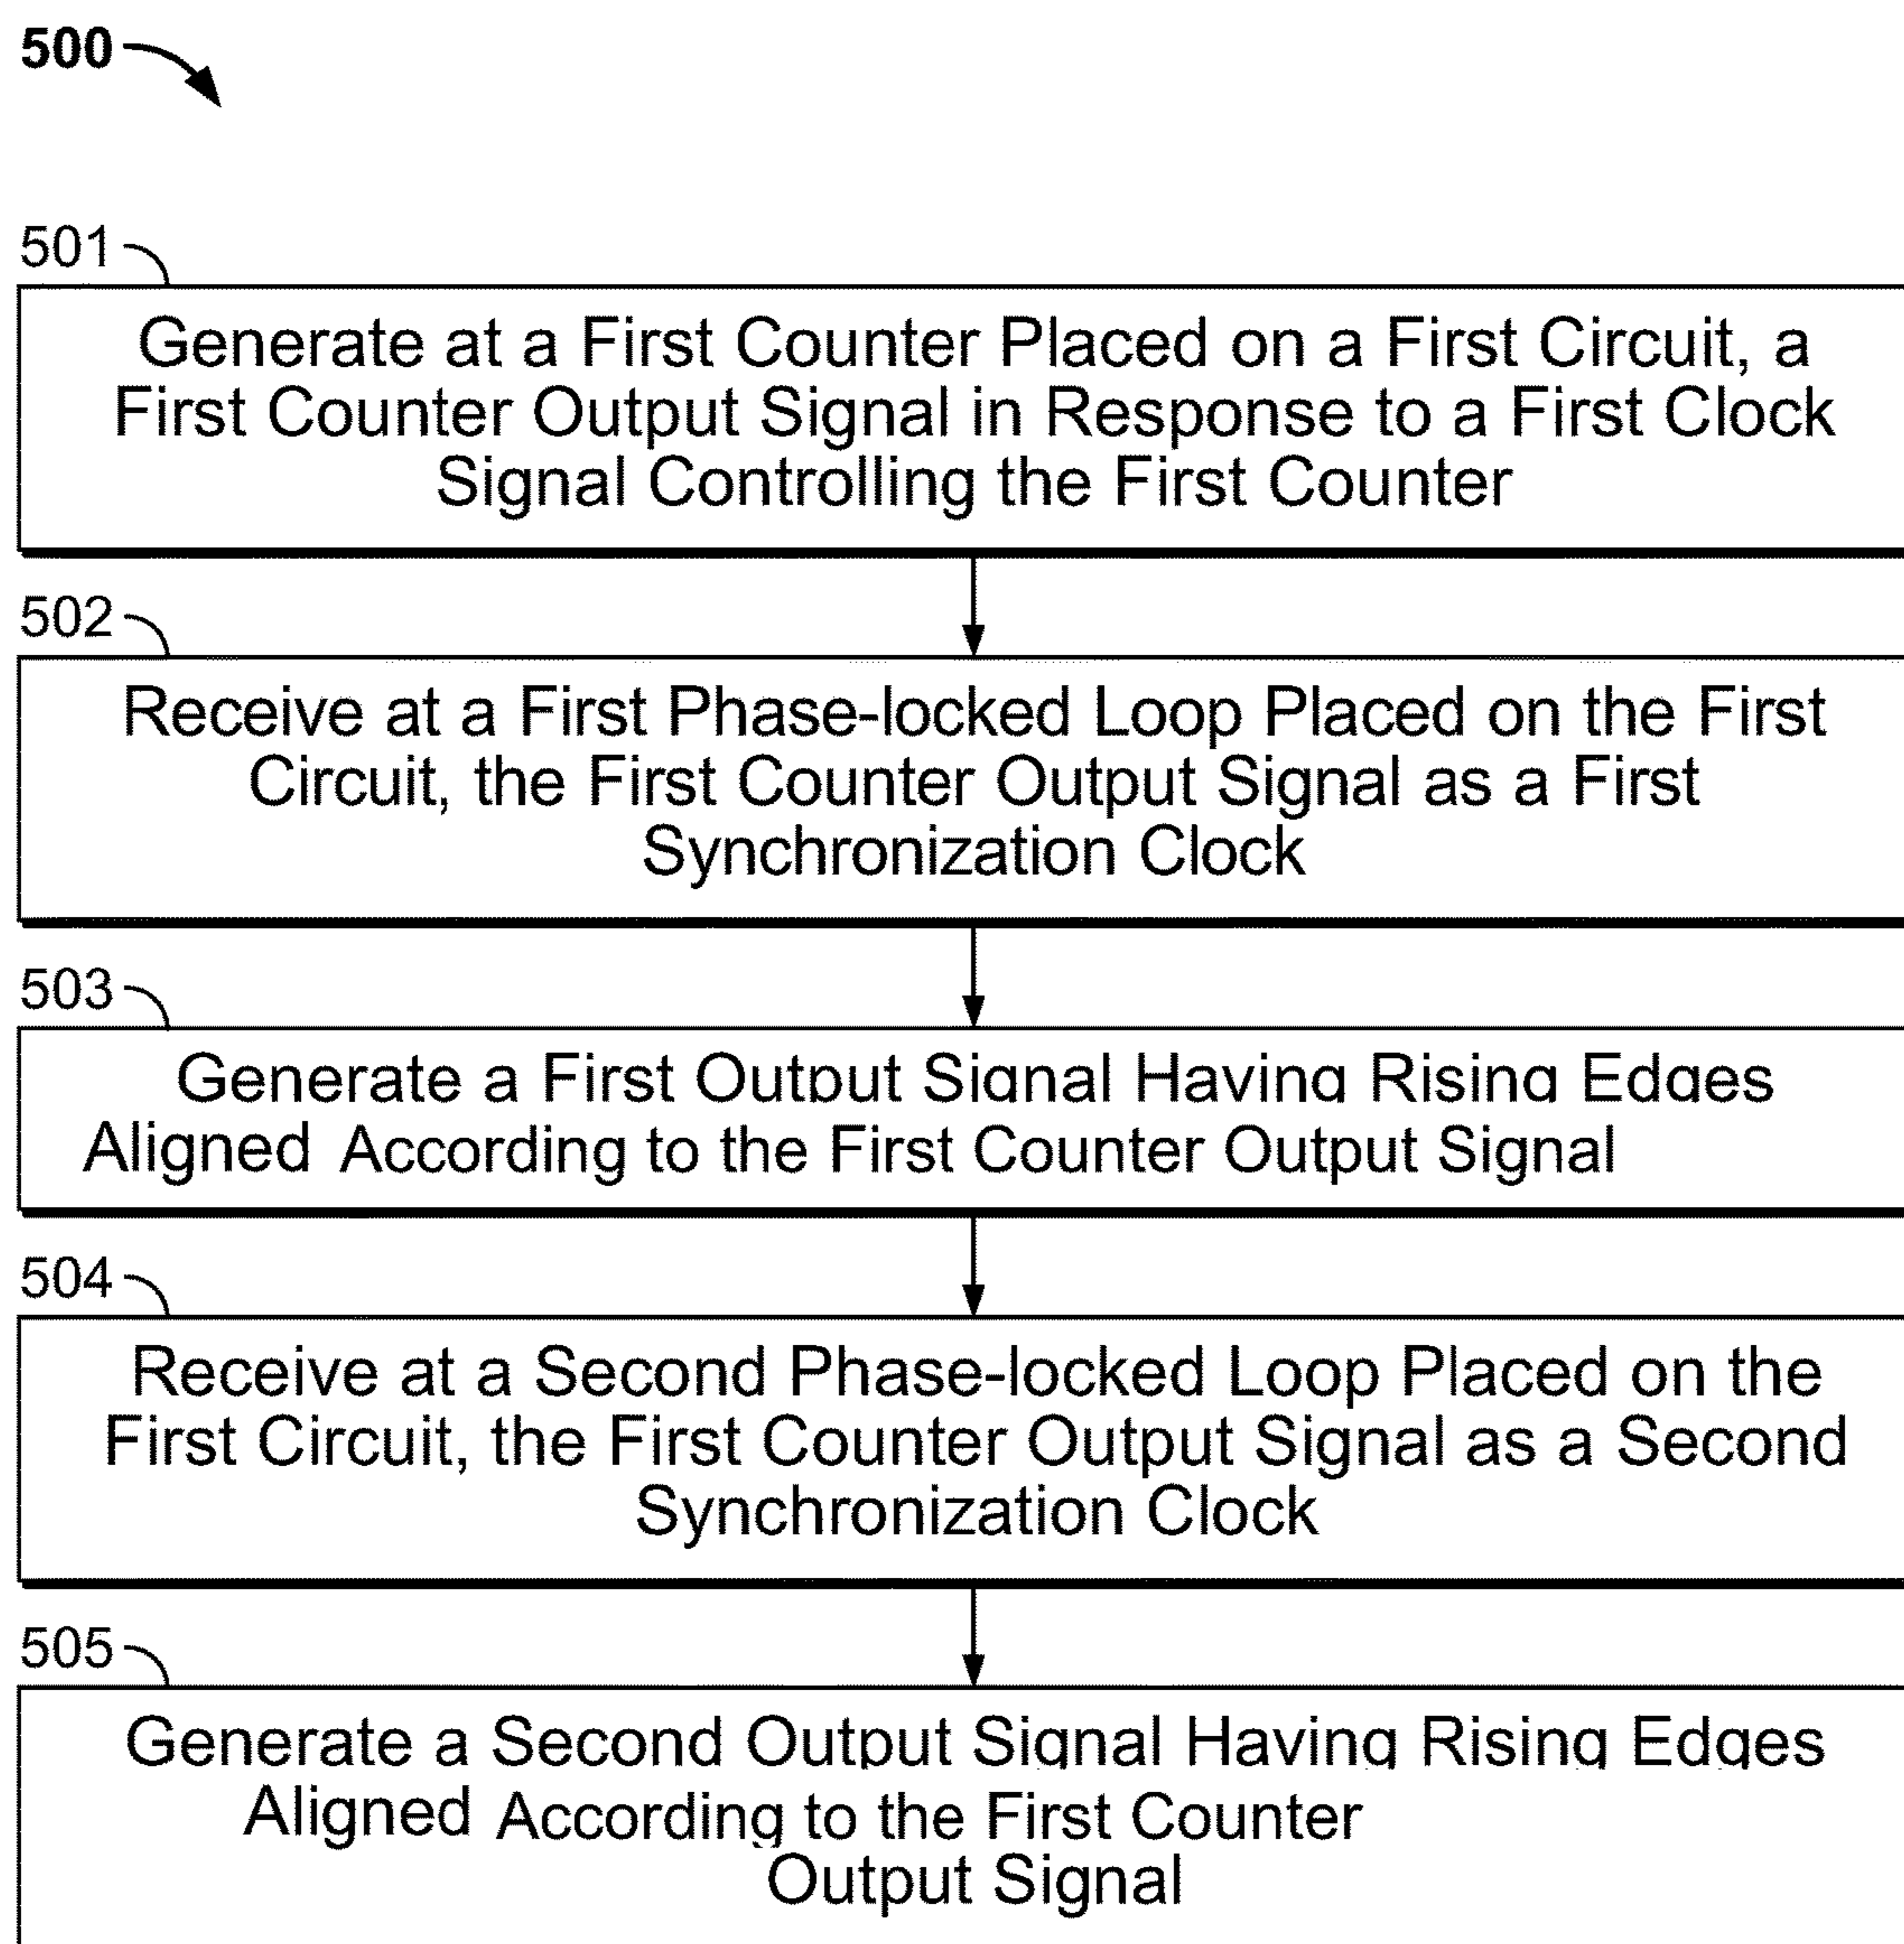 500
501
Generate at a First Counter Placed on a First Circuit, a
First Counter Output Signal in Response to a First Clock
Signal Controlling the First Counter
502
Receive at a First Phase-locked Loop Placed on the First
Circuit, the First Counter Output Signal as a First
Synchronization Clock
503
Generate a First Output Signal Having Rising Edges
Aligned According to the First Counter Output Signal
504
Receive at a Second Phase-locked Loop Placed on the
First Circuit, the First Counter Output Signal as a Second
Synchronization Clock
505
Generate a Second Output Signal Having Rising Edges
Aligned According to the First Counter
Output Signal